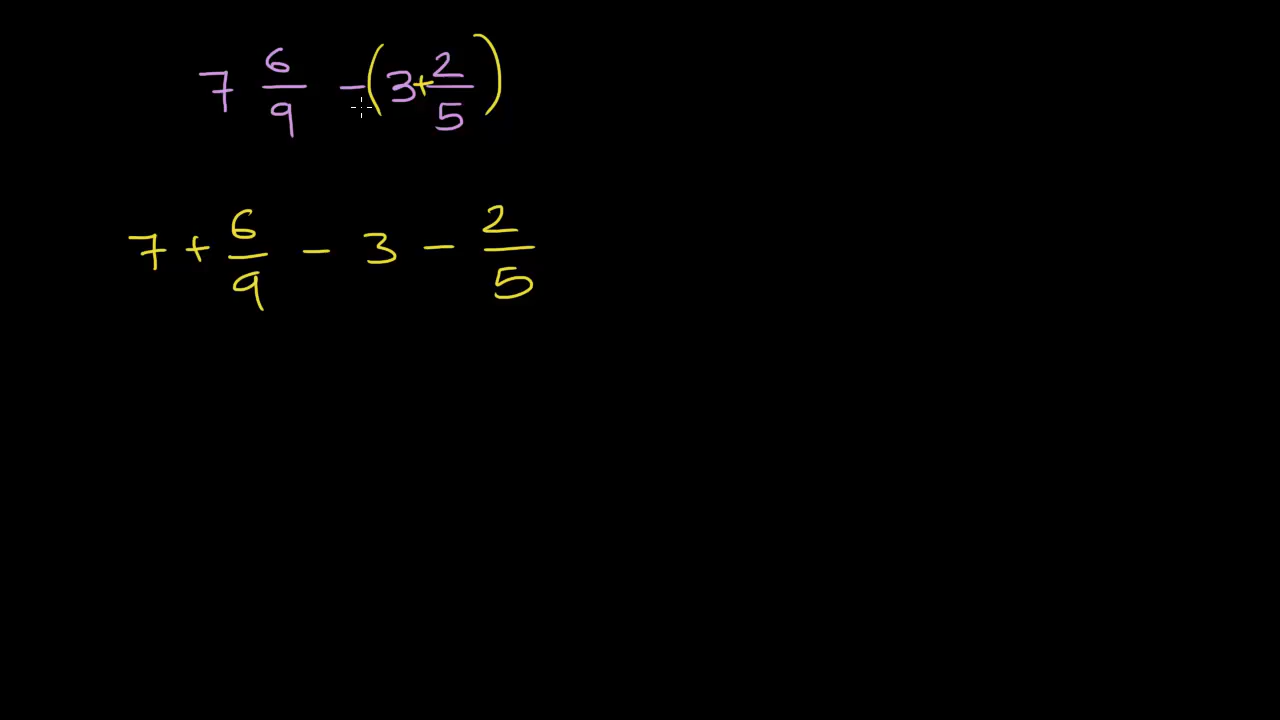 7 6/9 - (3 + 2/5)
7 + 6/9 - 3 - 2/5